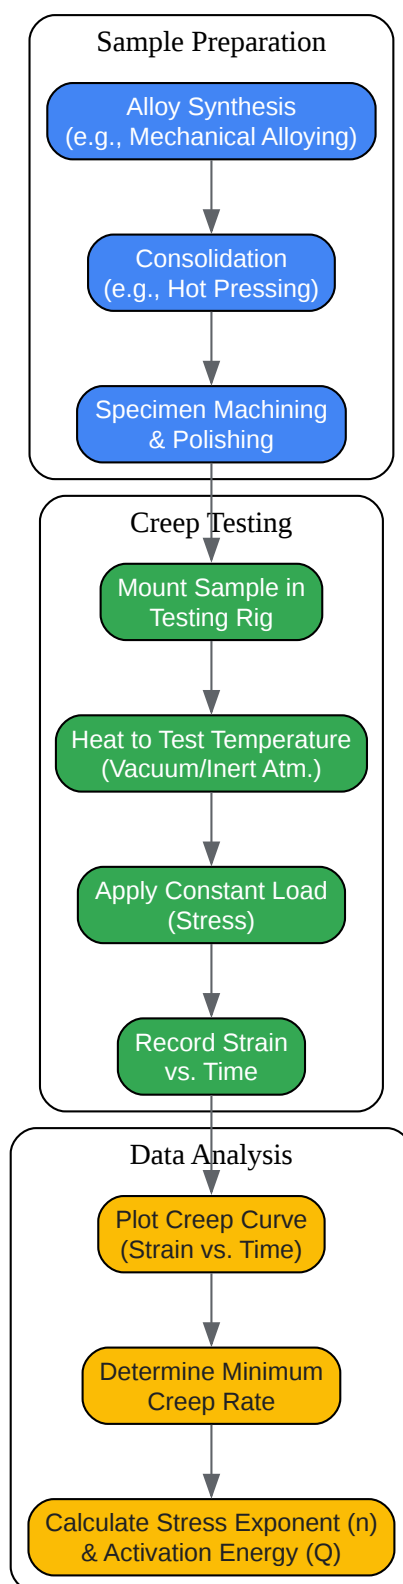 Sample Preparation
Alloy Synthesis
(e.g., Mechanical Alloying)
Consolidation
(e.g., Hot Pressing)
Specimen Machining
& Polishing
Creep Testing
Mount Sample in
Testing Rig
Heat to Test Temperature
(Vacuum/Inert Atm.)
Apply Constant Load
(Stress)
Record Strain
vs. Time
Data Analysis
Plot Creep Curve
(Strain vs. Time)
Determine Minimum
Creep Rate
Calculate Stress Exponent (n)
& Activation Energy (Q)